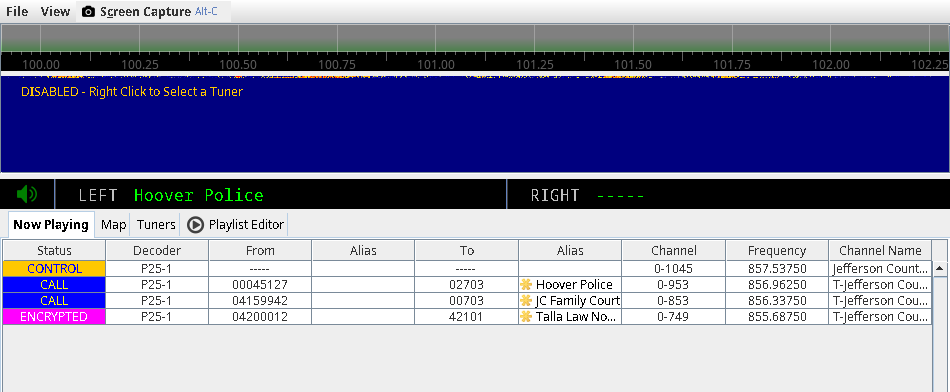 File View Screen Capture Alt-C
100.00 100.25 100.50 100.75 101.00 101.25 101.50 101.75 102.00 102.25
DISABLED - Right Click to Select a Tuner
LEFT Hoover Police RIGHT -----
Now Playing Map Tuners Playlist Editor
Status Decoder From Alias To Alias Channel Frequency Channel Name
CONTROL P25-1 ----- ----- 0-1045 857.53750 Jefferson Count...
CALL P25-1 00045127 02703 Hoover Police 0-953 856.96250 T-Jefferson Cou...
CALL P25-1 04159942 00703 JC Family Court 0-853 856.33750 T-Jefferson Cou...
ENCRYPTED P25-1 04200012 42101 Talla Law No... 0-749 855.68750 T-Jefferson Cou...